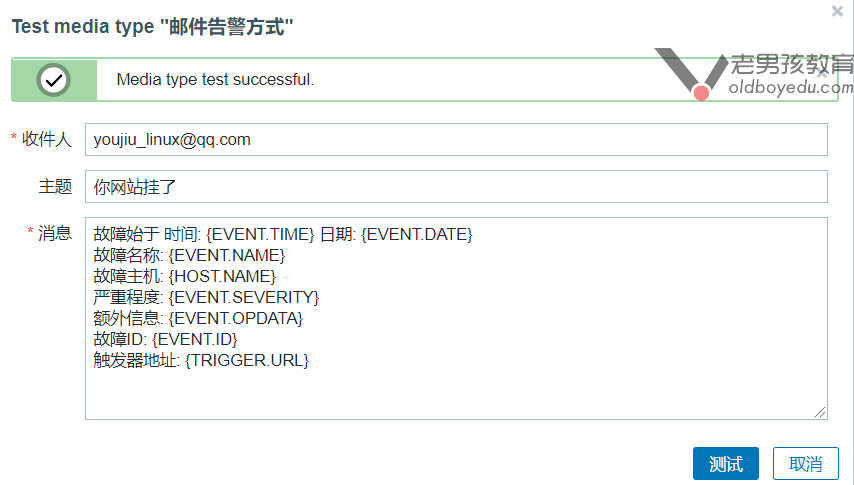 Test media type "邮件告警方式"
老男孩教育
oldboyedu.com
Media type test successful.
* 收件人 youjiu_linux@qq.com
主题 你网站挂了
* 消息 故障始于 时间: {EVENT.TIME} 日期: {EVENT.DATE}
故障名称: {EVENT.NAME}
故障主机: {HOST.NAME}
严重程度: {EVENT.SEVERITY}
额外信息: {EVENT.OPDATA}
故障ID: {EVENT.ID}
触发器地址: {TRIGGER.URL}
测试 取消